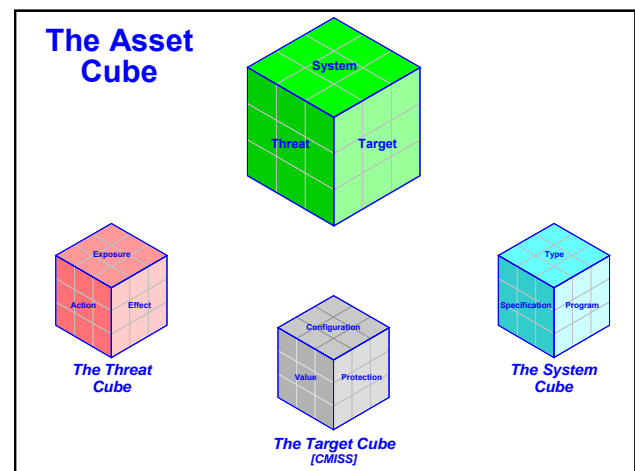 The Asset
Cube
System
Threat
Target
Exposure
Action
Effect
The Threat
Cube
Configuration
Value
Protection
The Target Cube
[CMISS]
Type
Specification
Program
The System
Cube